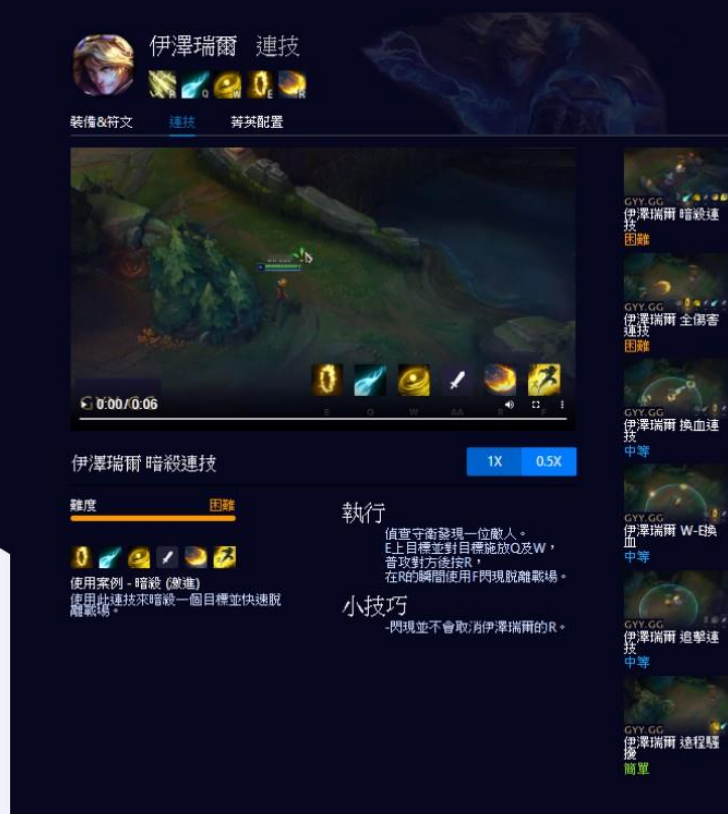 伊澤瑞爾 連技
R Q W E R
裝備&符文 連技 菁英配置
0:00 / 0:06
E Q W AA R F
伊澤瑞爾 暗殺連技
1X 0.5X
難度 困難
使用案例 - 暗殺 (激進)
使用此連技來暗殺一個目標並快速脫
離戰場。
執行
偵查守衛發現一位敵人。
E上目標並對目標施放Q及W，
普攻對方後按R，
在R的瞬間使用F閃現脫離戰場。
小技巧
-閃現並不會取消伊澤瑞爾的R。
GYY.GG
伊澤瑞爾 暗殺連
技
困難
GYY.GG
伊澤瑞爾 全傷害
連技
困難
GYY.GG
伊澤瑞爾 換血連
技
中等
GYY.GG
伊澤瑞爾 W-E換
血
中等
GYY.GG
伊澤瑞爾 追擊連
技
中等
GYY.GG
伊澤瑞爾 遠程騷
擾
簡單